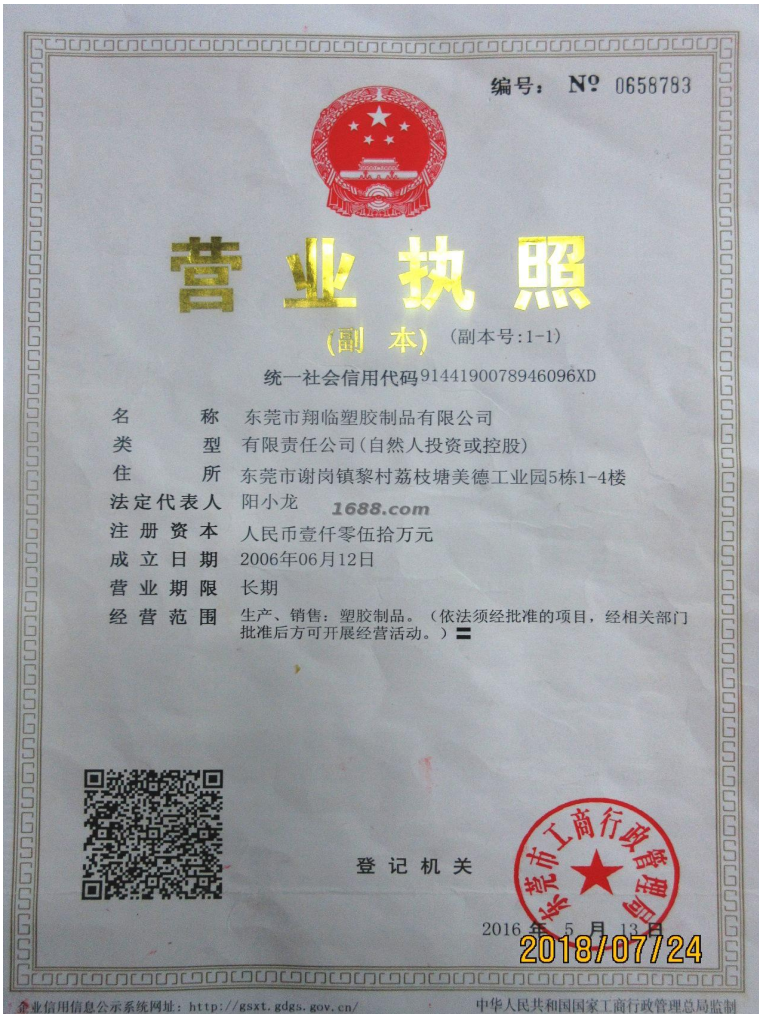 编号： № 0658783
营业执照
(副本) (副本号:1-1)
统一社会信用代码9144190078946096XD
名称 东莞市翔临塑胶制品有限公司
类型 有限责任公司(自然人投资或控股)
住所 东莞市谢岗镇黎村荔枝塘美德工业园5栋1-4楼
法定代表人 阳小龙
1688.com
注册资本 人民币壹仟零伍拾万元
成立日期 2006年06月12日
营业期限 长期
经营范围 生产、销售：塑胶制品。（依法须经批准的项目，经相关部门
批准后方可开展经营活动。）〓
东莞市工商行政管理局
登记机关
2016年5月13日
2018/07/24
企业信用信息公示系统网址：http://gsxt.gdgs.gov.cn/ 中华人民共和国国家工商行政管理总局监制